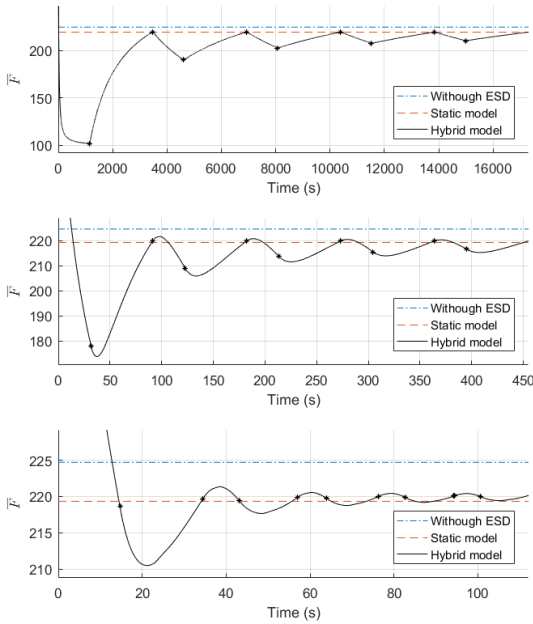 200
150
100
F
0 2000 4000 6000 8000 10000 12000 14000 16000
Time (s)
Withough ESD
Static model
Hybrid model
220
210
200
190
180
F
0 50 100 150 200 250 300 350 400 450
Time (s)
Withough ESD
Static model
Hybrid model
225
220
215
210
F
0 20 40 60 80 100
Time (s)
Withough ESD
Static model
Hybrid model